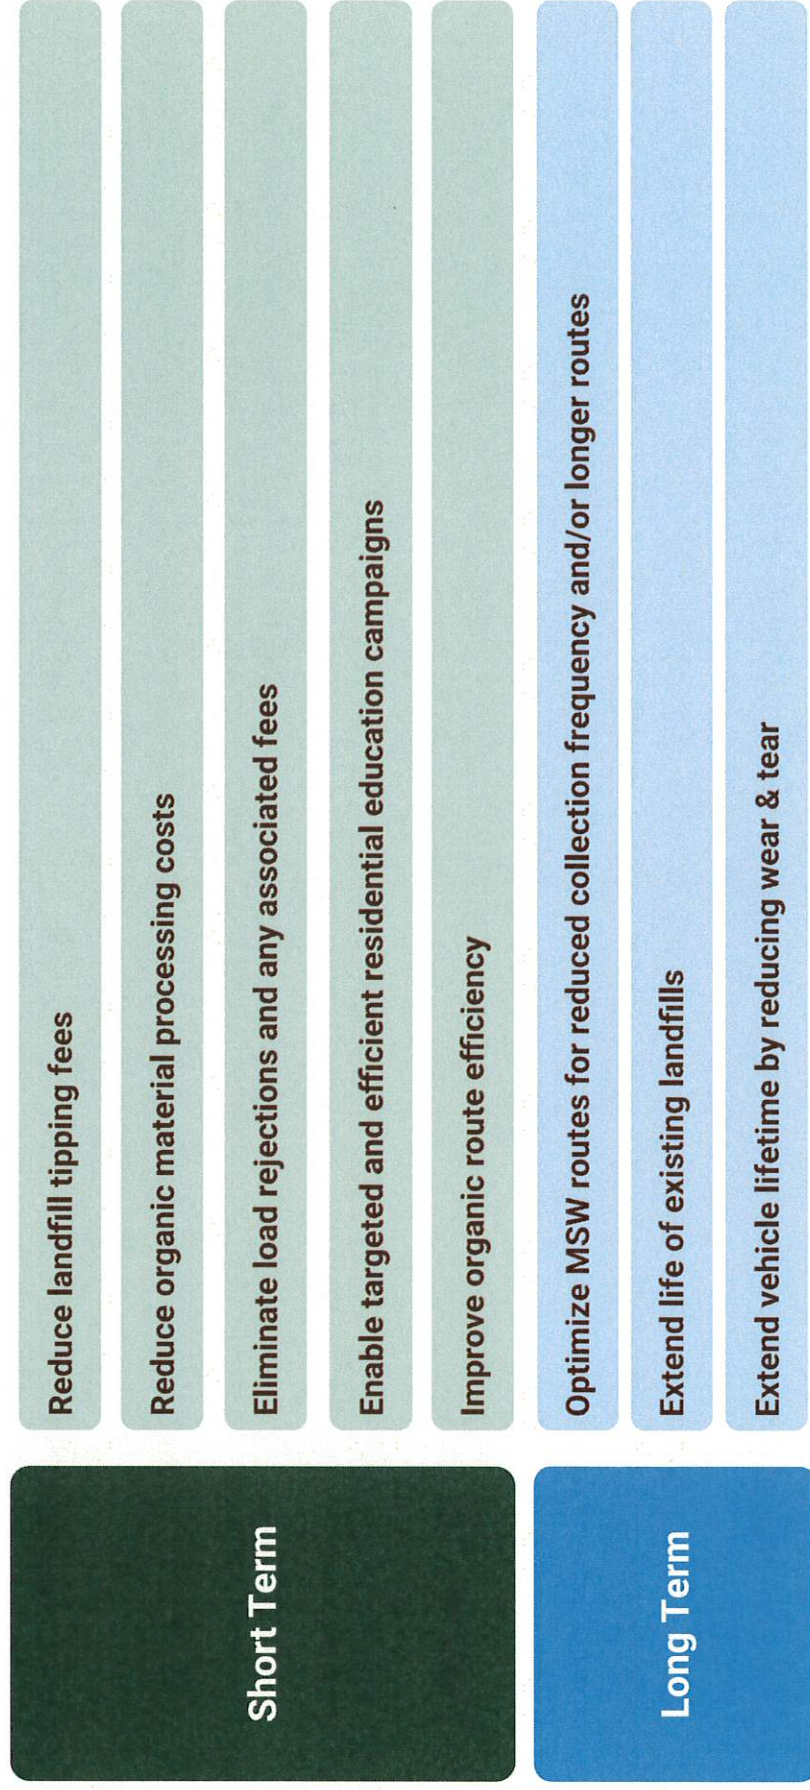 Short Term
Reduce landfill tipping fees
Reduce organic material processing costs
Eliminate load rejections and any associated fees
Enable targeted and efficient residential education campaigns
Improve organic route efficiency
Long Term
Optimize MSW routes for reduced collection frequency and/or longer routes
Extend life of existing landfills
Extend vehicle lifetime by reducing wear & tear